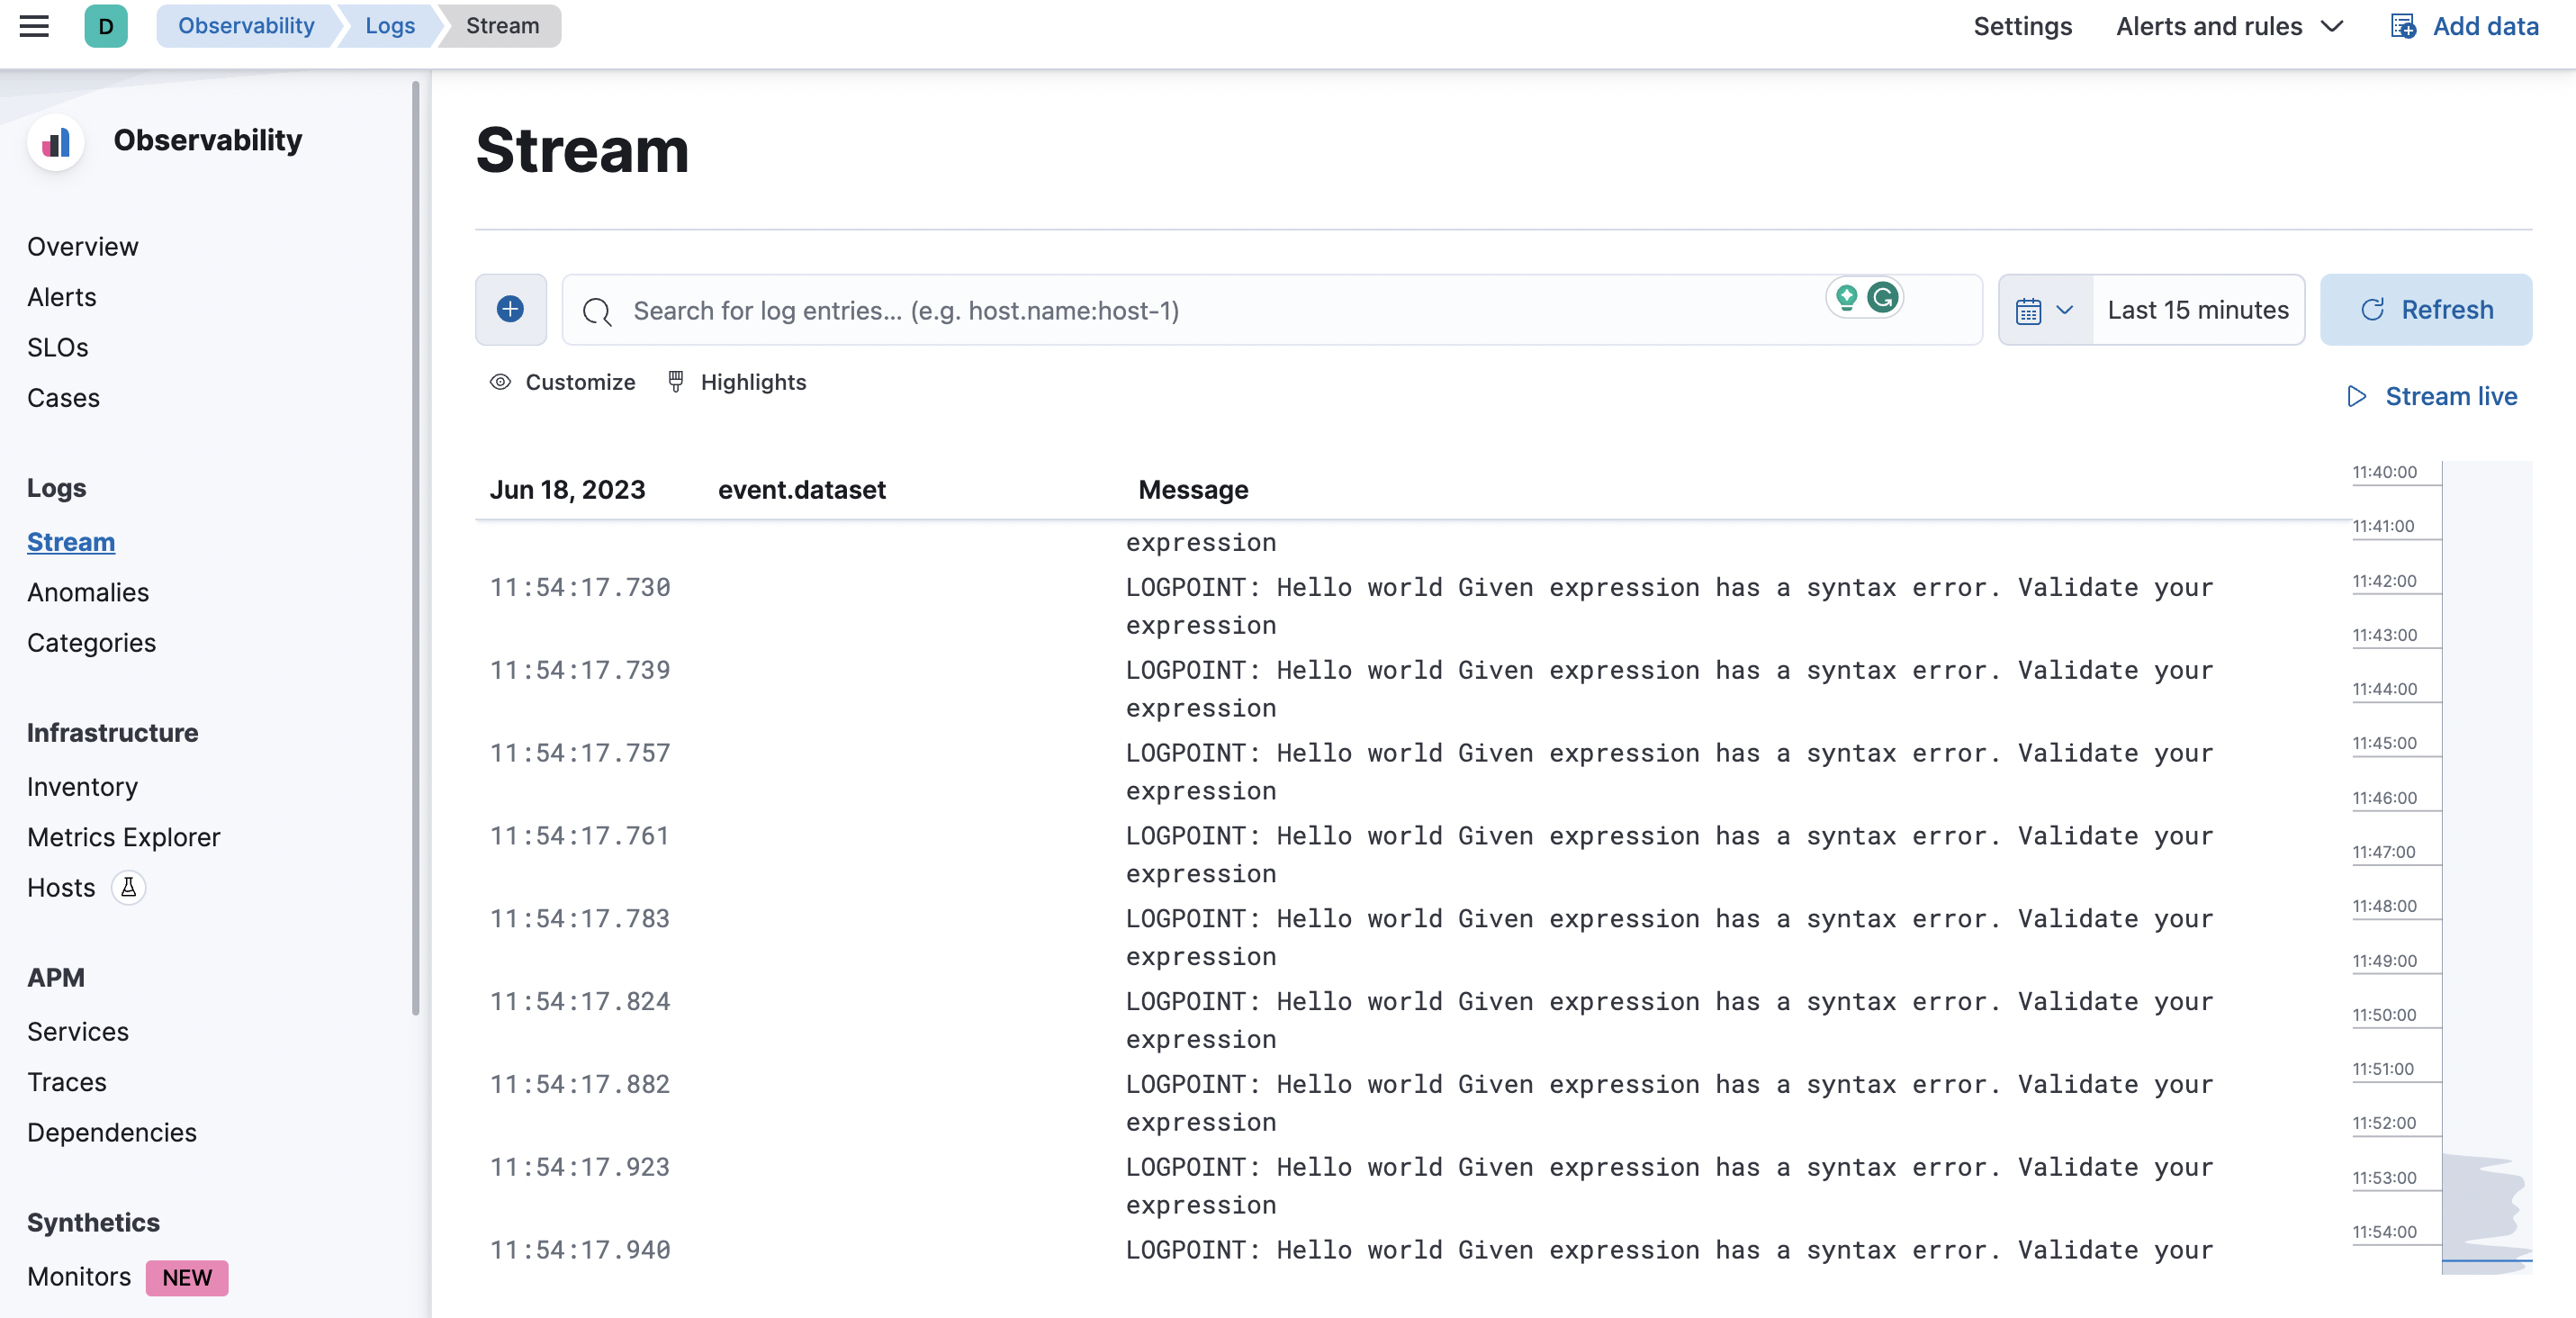 D Observability Logs Stream Settings Alerts and rules Add data
Observability
Overview
Alerts
SLOs
Cases
Logs
Stream
Anomalies
Categories
Infrastructure
Inventory
Metrics Explorer
Hosts
APM
Services
Traces
Dependencies
Synthetics
Monitors NEW
Stream
Search for log entries... (e.g. host.name:host-1) Last 15 minutes Refresh
Customize Highlights
Stream live
Jun 18, 2023 event.dataset Message
expression
11:54:17.730 LOGPOINT: Hello world Given expression has a syntax error. Validate your
expression
11:54:17.739 LOGPOINT: Hello world Given expression has a syntax error. Validate your
expression
11:54:17.757 LOGPOINT: Hello world Given expression has a syntax error. Validate your
expression
11:54:17.761 LOGPOINT: Hello world Given expression has a syntax error. Validate your
expression
11:54:17.783 LOGPOINT: Hello world Given expression has a syntax error. Validate your
expression
11:54:17.824 LOGPOINT: Hello world Given expression has a syntax error. Validate your
expression
11:54:17.882 LOGPOINT: Hello world Given expression has a syntax error. Validate your
expression
11:54:17.923 LOGPOINT: Hello world Given expression has a syntax error. Validate your
expression
11:54:17.940 LOGPOINT: Hello world Given expression has a syntax error. Validate your
11:40:00
11:41:00
11:42:00
11:43:00
11:44:00
11:45:00
11:46:00
11:47:00
11:48:00
11:49:00
11:50:00
11:51:00
11:52:00
11:53:00
11:54:00